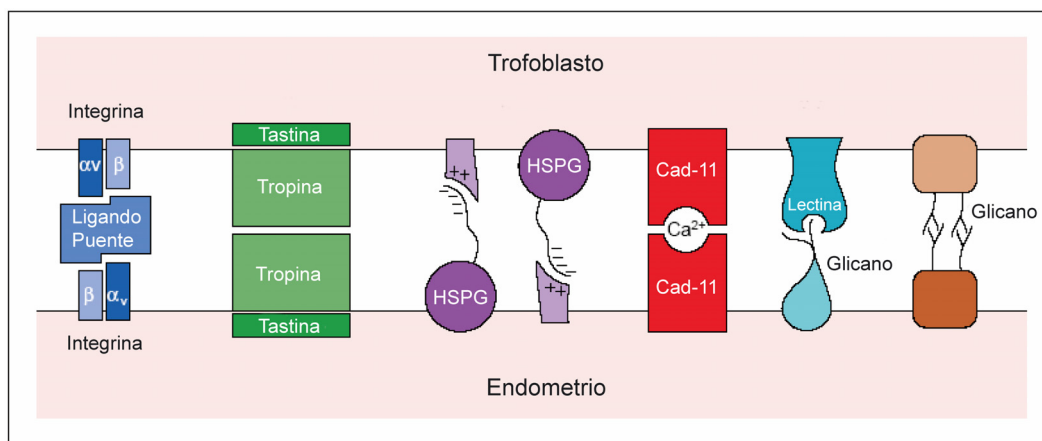 Trofoblasto
Integrina
αv β
Ligando
Puente
β αv
Integrina
Tastina
Tropina
Tropina
Tastina
++
HSPG
HSPG
++
Cad-11
Ca2+
Cad-11
Lectina
Glicano
Glicano
Endometrio